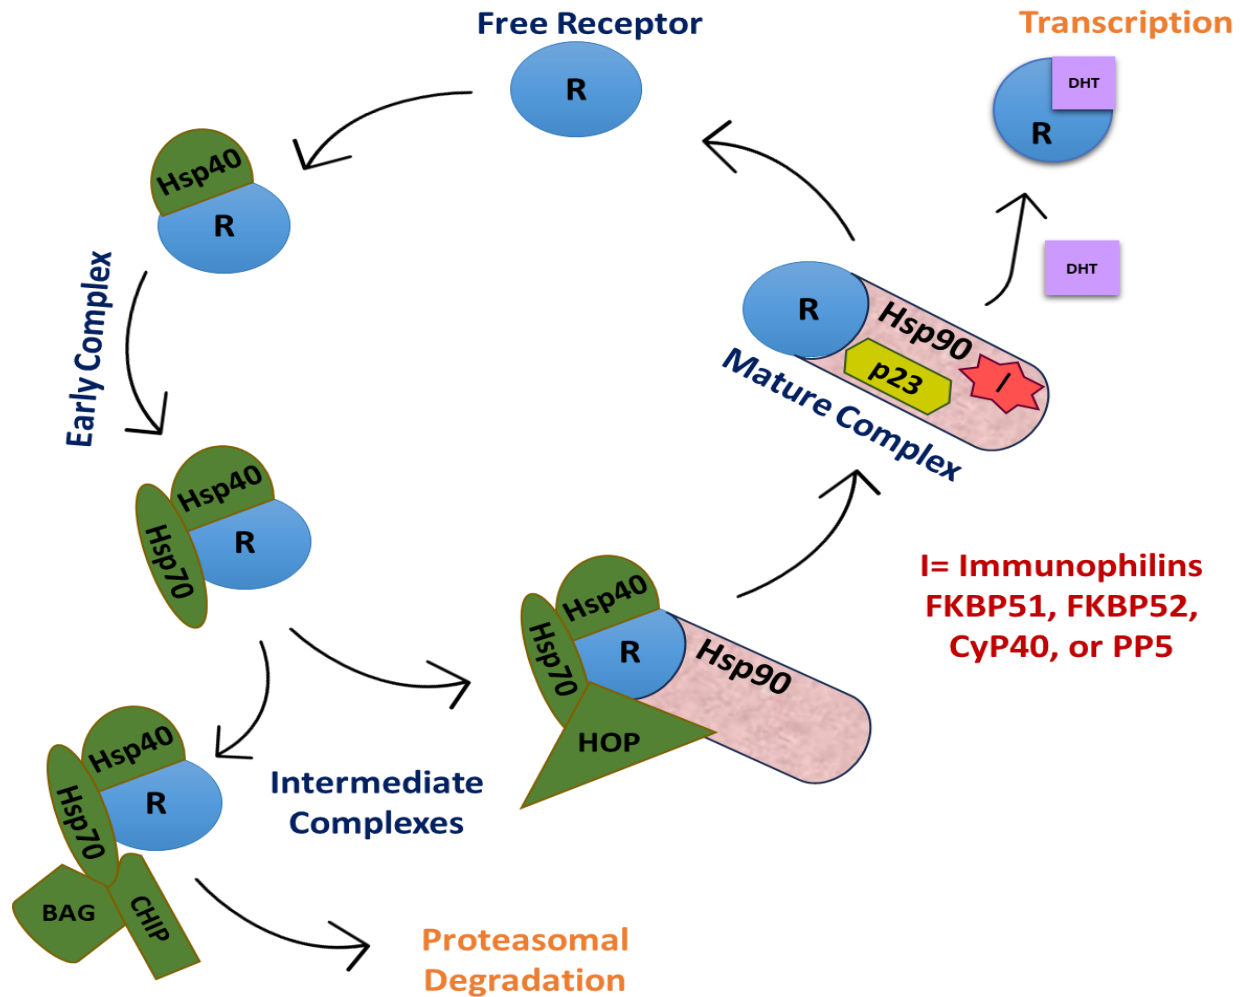 Free Receptor
Transcription
R
DHT
R
Hsp40
R
DHT
Early Complex
R
Hsp90
p23
I
Mature Complex
Hsp40
Hsp70
R
I= Immunophilins
FKBP51, FKBP52,
CyP40, or PP5
Hsp40
Hsp70
R
Hsp90
HOP
Hsp40
Hsp70
R
BAG
CHIP
Intermediate
Complexes
Proteasomal
Degradation